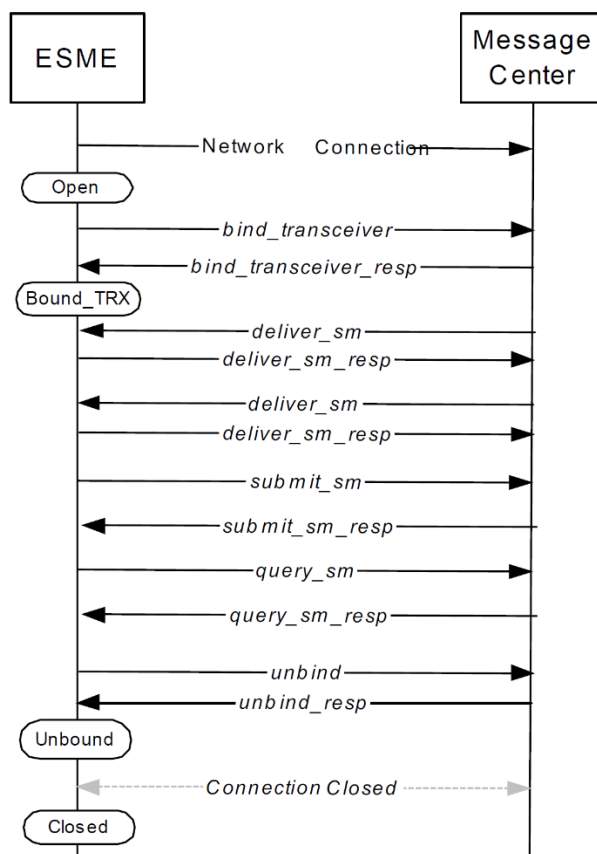 ESME
Message
Center
Network Connection
Open
bind_transceiver
bind_transceiver_resp
Bound_TRX
deliver_sm
deliver_sm_resp
deliver_sm
deliver_sm_resp
submit_sm
submit_sm_resp
query_sm
query_sm_resp
unbind
unbind_resp
Unbound
Connection Closed
Closed